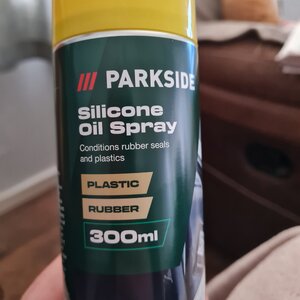 /// PARKSIDE
Silicone
Oil Spray
Conditions rubber seals
and plastics
PLASTIC
RUBBER
300ml